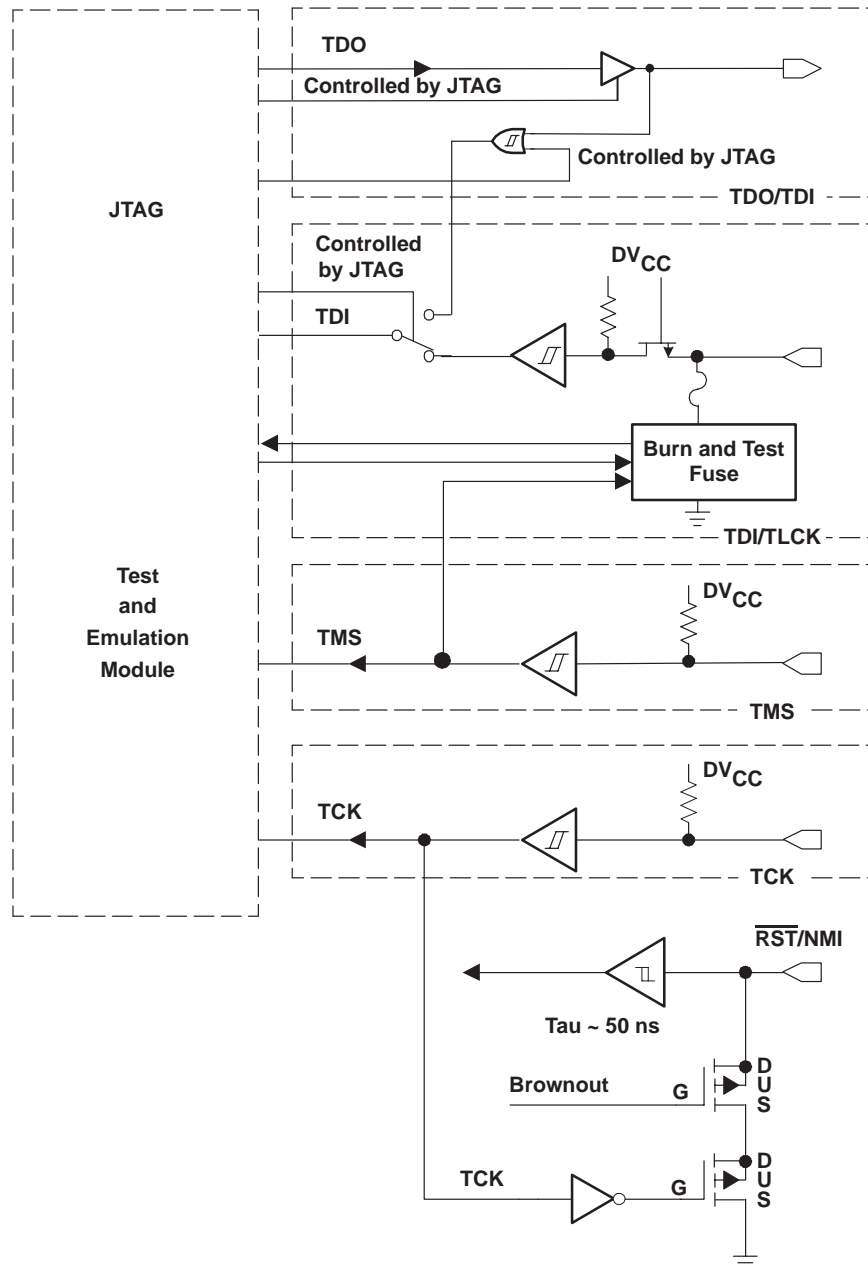 TDO
Controlled by JTAG
Controlled by JTAG
TDO/TDI
JTAG
Controlled
by JTAG
TDI
DVCC
Burn and Test
Fuse
TDI/TLCK
Test
and
Emulation
Module
TMS
DVCC
TMS
TCK
DVCC
TCK
RST/NMI
Tau ~ 50 ns
Brownout
G
D
U
S
TCK
G
D
U
S